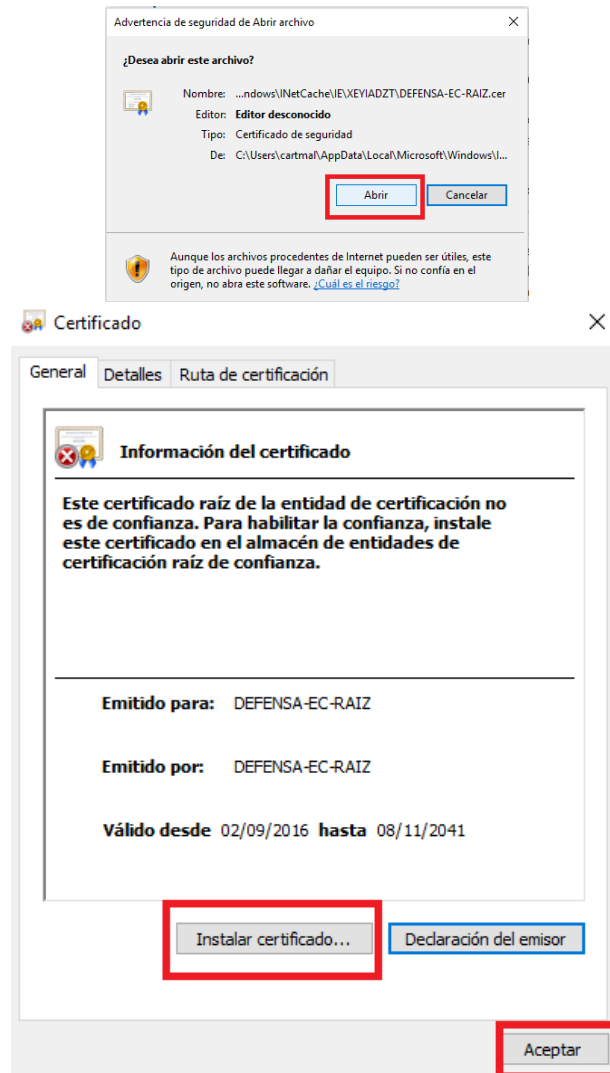 Advertencia de seguridad de Abrir archivo
¿Desea abrir este archivo?
Nombre: ...ndows\INetCache\IE\XEYIADZT\DEFENSA-EC-RAIZ.cer
Editor: Editor desconocido
Tipo: Certificado de seguridad
De: C:\Users\cartmal\AppData\Local\Microsoft\Windows\I...
Abrir Cancelar
Aunque los archivos procedentes de Internet pueden ser útiles, este
tipo de archivo puede llegar a dañar el equipo. Si no confía en el
origen, no abra este software. ¿Cuál es el riesgo?
Certificado
General Detalles Ruta de certificación
Información del certificado
Este certificado raíz de la entidad de certificación no
es de confianza. Para habilitar la confianza, instale
este certificado en el almacén de entidades de
certificación raíz de confianza.
Emitido para: DEFENSA-EC-RAIZ
Emitido por: DEFENSA-EC-RAIZ
Válido desde 02/09/2016 hasta 08/11/2041
Instalar certificado... Declaración del emisor
Aceptar